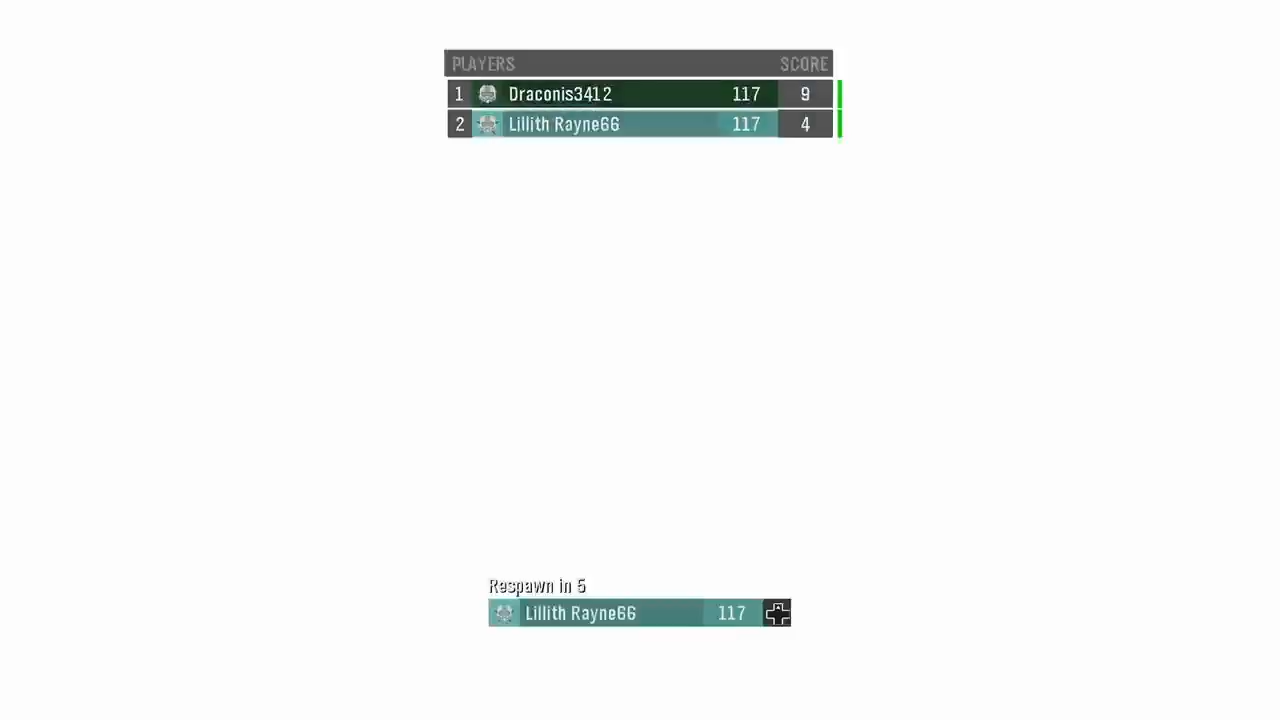 PLAYERS SCORE
1 Draconis3412 117 9
2 Lillith Rayne66 117 4
Respawn in 5
Lillith Rayne66 117